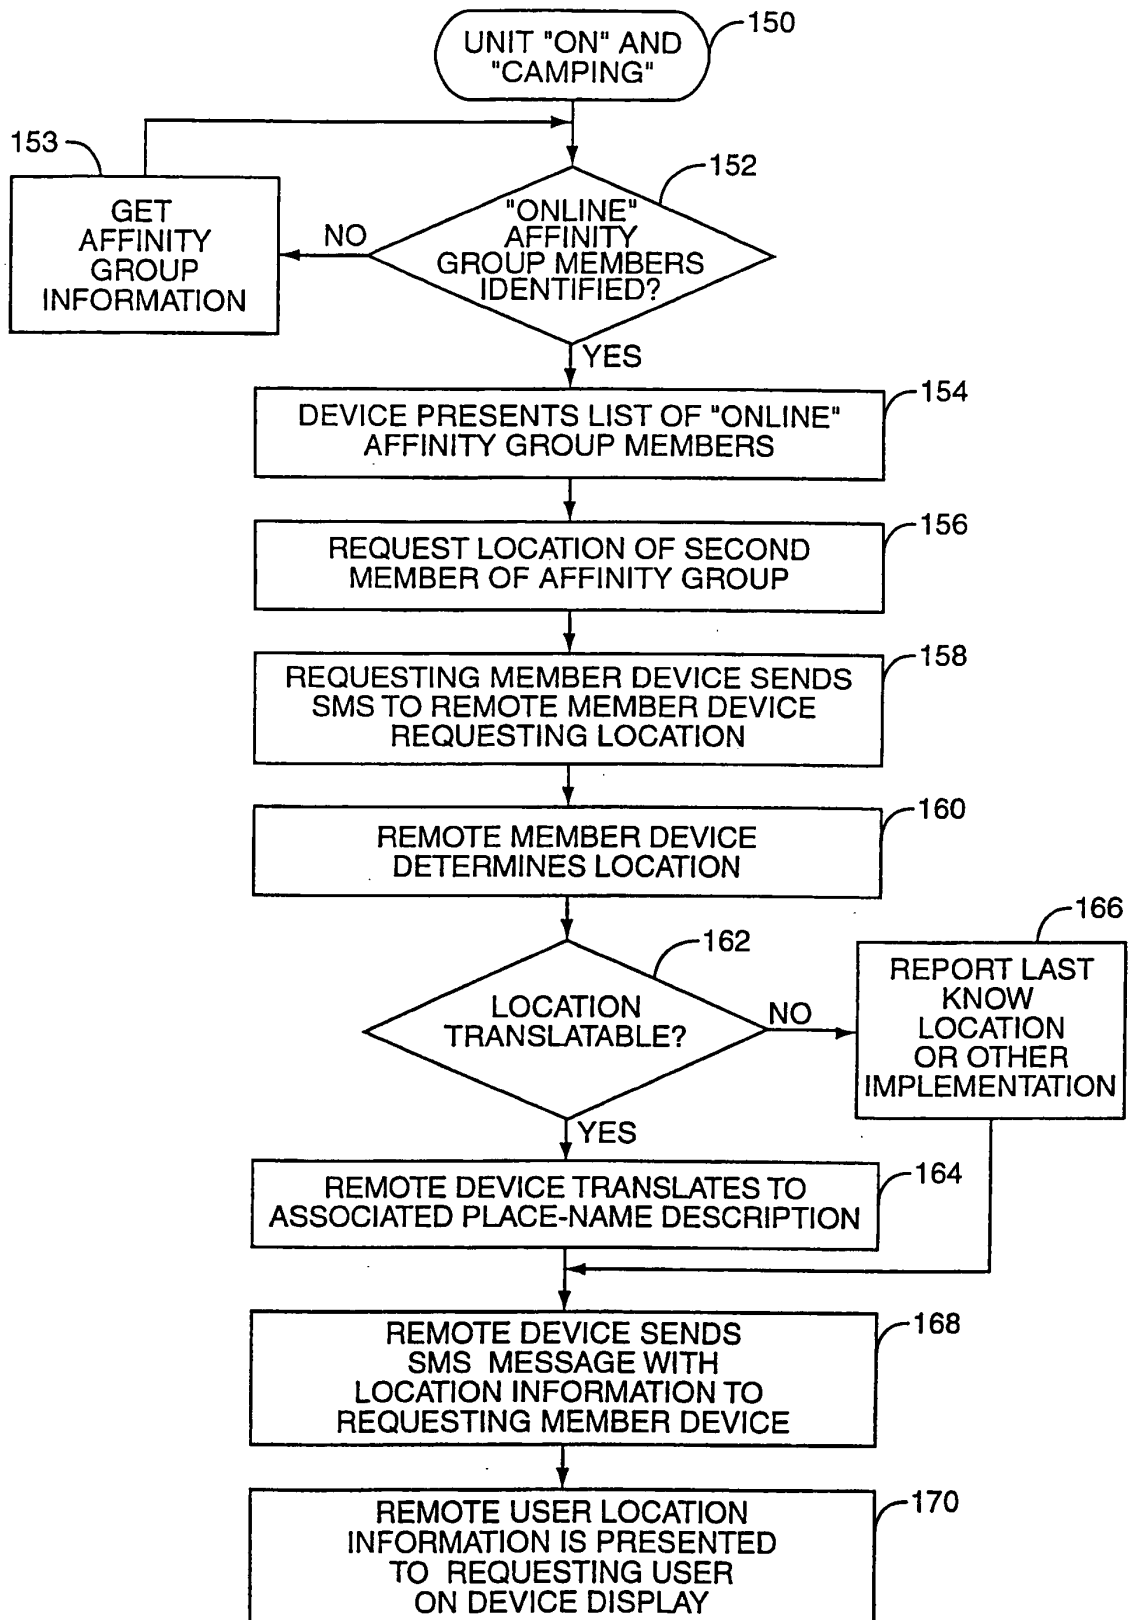 UNIT "ON" AND
"CAMPING"
150
153
152
GET
AFFINITY
GROUP
INFORMATION
NO
"ONLINE"
AFFINITY
GROUP MEMBERS
IDENTIFIED?
YES
154
DEVICE PRESENTS LIST OF "ONLINE"
AFFINITY GROUP MEMBERS
156
REQUEST LOCATION OF SECOND
MEMBER OF AFFINITY GROUP
158
REQUESTING MEMBER DEVICE SENDS
SMS TO REMOTE MEMBER DEVICE
REQUESTING LOCATION
160
REMOTE MEMBER DEVICE
DETERMINES LOCATION
166
162
LOCATION
TRANSLATABLE?
NO
REPORT LAST
KNOW
LOCATION
OR OTHER
IMPLEMENTATION
YES
164
REMOTE DEVICE TRANSLATES TO
ASSOCIATED PLACE-NAME DESCRIPTION
168
REMOTE DEVICE SENDS
SMS MESSAGE WITH
LOCATION INFORMATION TO
REQUESTING MEMBER DEVICE
170
REMOTE USER LOCATION
INFORMATION IS PRESENTED
TO REQUESTING USER
ON DEVICE DISPLAY